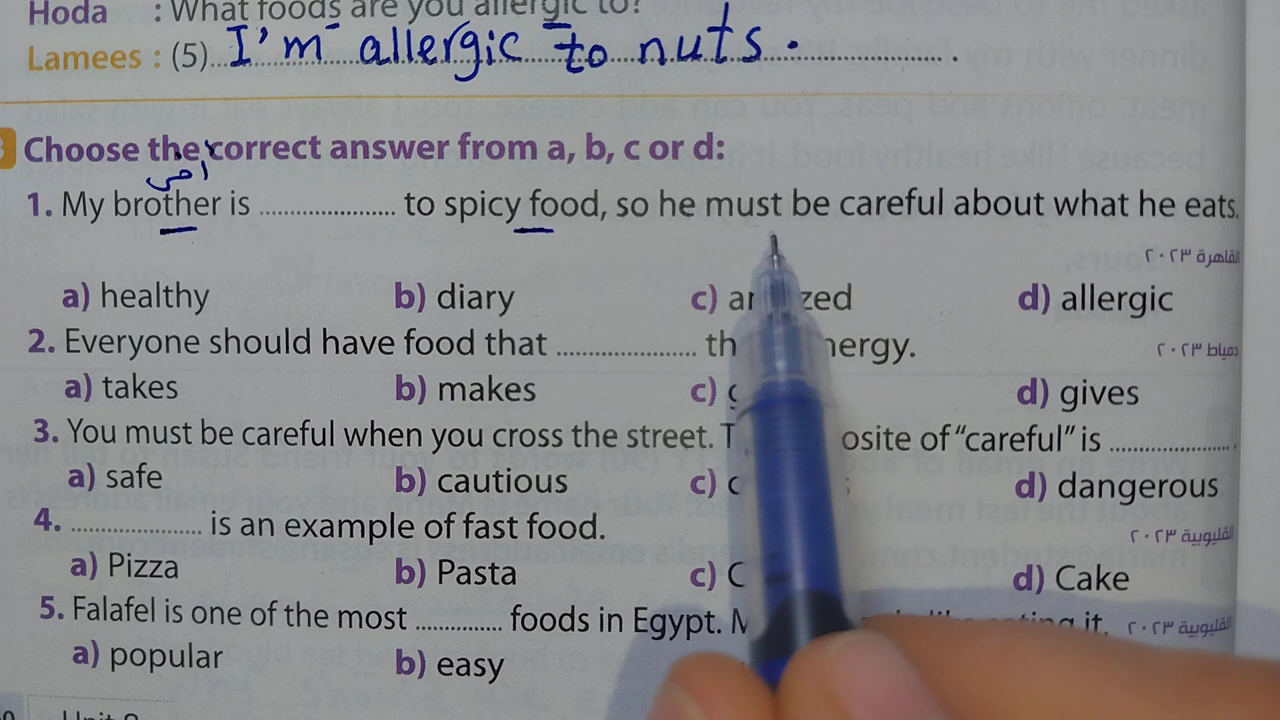 Hoda : What foods are you allergic to?
Lamees : (5) I'm allergic to nuts.
Choose the correct answer from a, b, c or d:
أخي
1. My brother is .................... to spicy food, so he must be careful about what he eats.
القاهرة ٢٠٢٣
a) healthy b) diary c) d) allergic
2. Everyone should have food that .................... energy.
دمياط ٢٠٢٣
a) takes b) makes c) d) gives
3. You must be careful when you cross the street. of "careful" is ....................
a) safe b) cautious c) d) dangerous
4. .................... is an example of fast food.
القليوبية ٢٠٢٣
a) Pizza b) Pasta c) d) Cake
5. Falafel is one of the most ............. foods in Egypt. it.
القليوبية ٢٠٢٣
a) popular b) easy